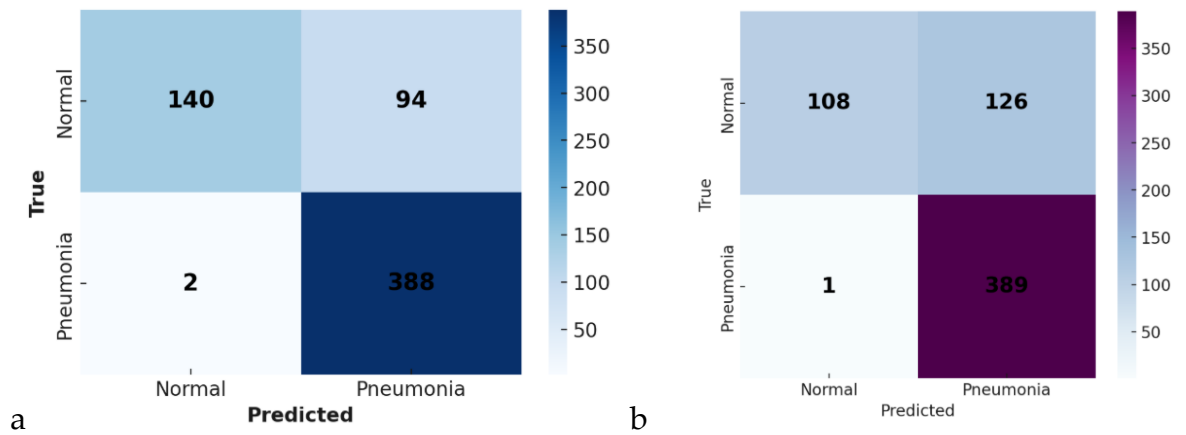 140 94
2 388
Normal
Pneumonia
True
Normal Pneumonia
Predicted
350
300
250
200
150
100
50
a
108 126
1 389
Normal
Pneumonia
True
Normal Pneumonia
Predicted
350
300
250
200
150
100
50
b